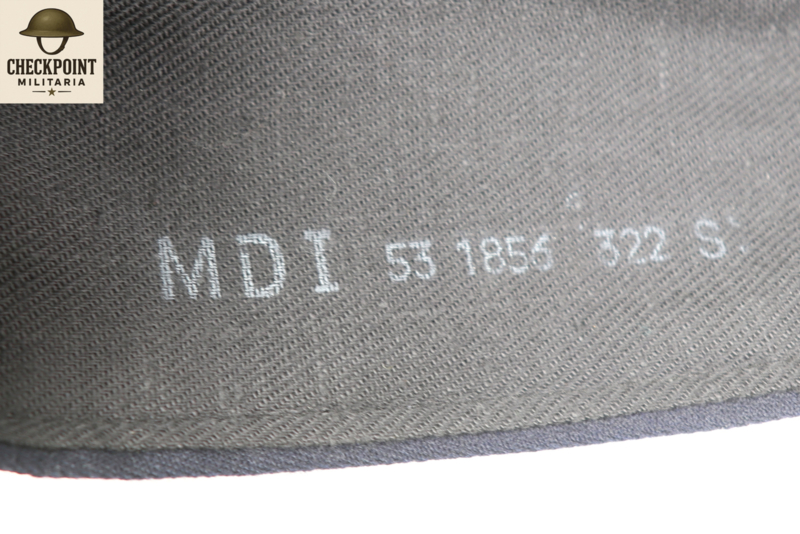 CHECKPOINT
MILITARIA
MDI 53 1856 322 S